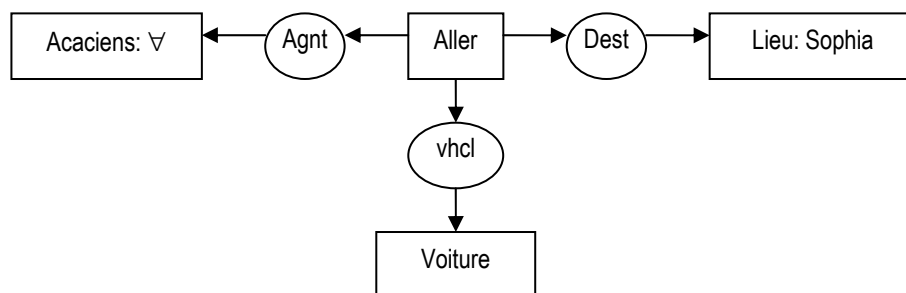 Acaciens: ∀
Agnt
Aller
Dest
Lieu: Sophia
vhcl
Voiture